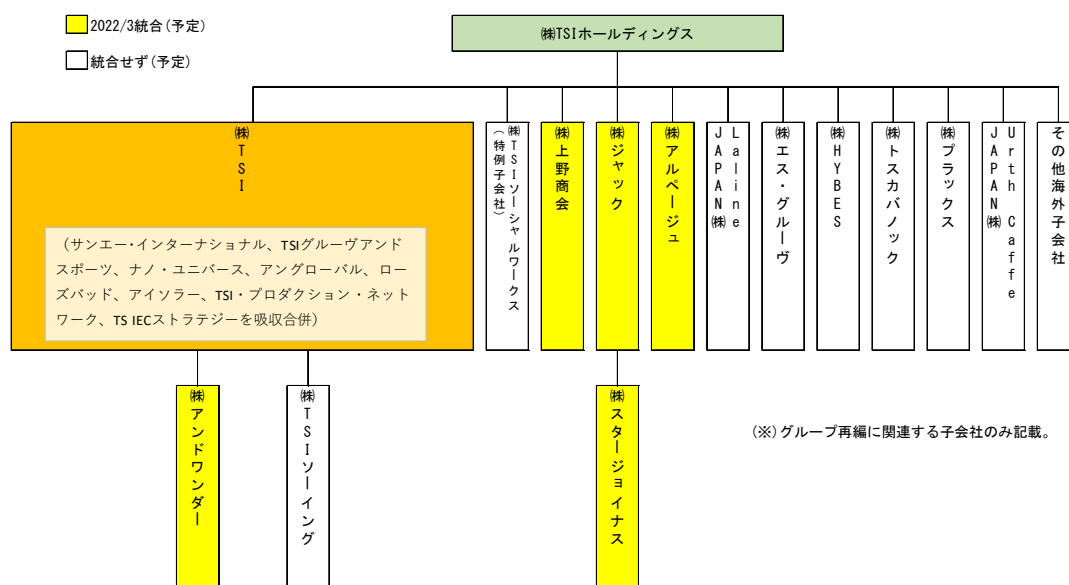 2022/3統合(予定)
統合せず(予定)
㈱TSIホールディングス
㈱TSI
(サンエー・インターナショナル、TSIグルーヴアンド
スポーツ、ナノ・ユニバース、アングローバル、ロー
ズバッド、アイソラー、TSI・プロダクション・ネット
ワーク、TS IECストラテジーを吸収合併)
㈱TSIソーシャルワークス
(特例子会社)
㈱上野商会
㈱ジャック
㈱アルページュ
Laline
JAPAN㈱
㈱エス・グルーヴ
㈱HYBES
㈱トスカバノック
㈱プラックス
Urth Caffe
JAPAN㈱
その他海外子会社
㈱アンドワンダー
㈱TSIソーイング
㈱スタージョイナス
(※)グループ再編に関連する子会社のみ記載。